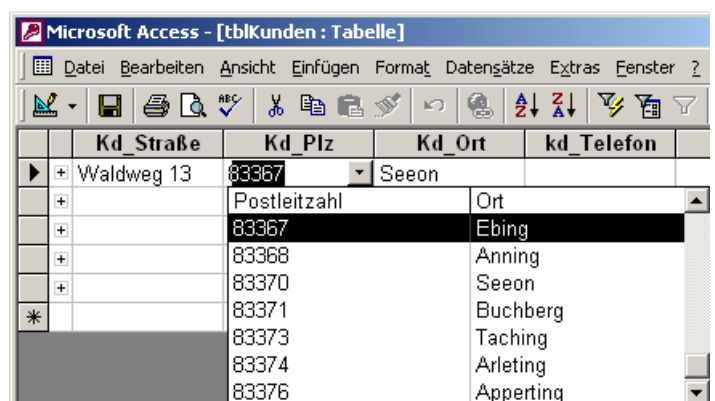 Microsoft Access - [tblKunden : Tabelle]
Datei Bearbeiten Ansicht Einfügen Format Datensätze Extras Fenster ?
Kd_Straße Kd_Plz Kd_Ort kd_Telefon
Waldweg 13 83367 Seeon
Postleitzahl Ort
83367 Ebing
83368 Anning
83370 Seeon
83371 Buchberg
83373 Taching
83374 Arleting
83376 Apperting